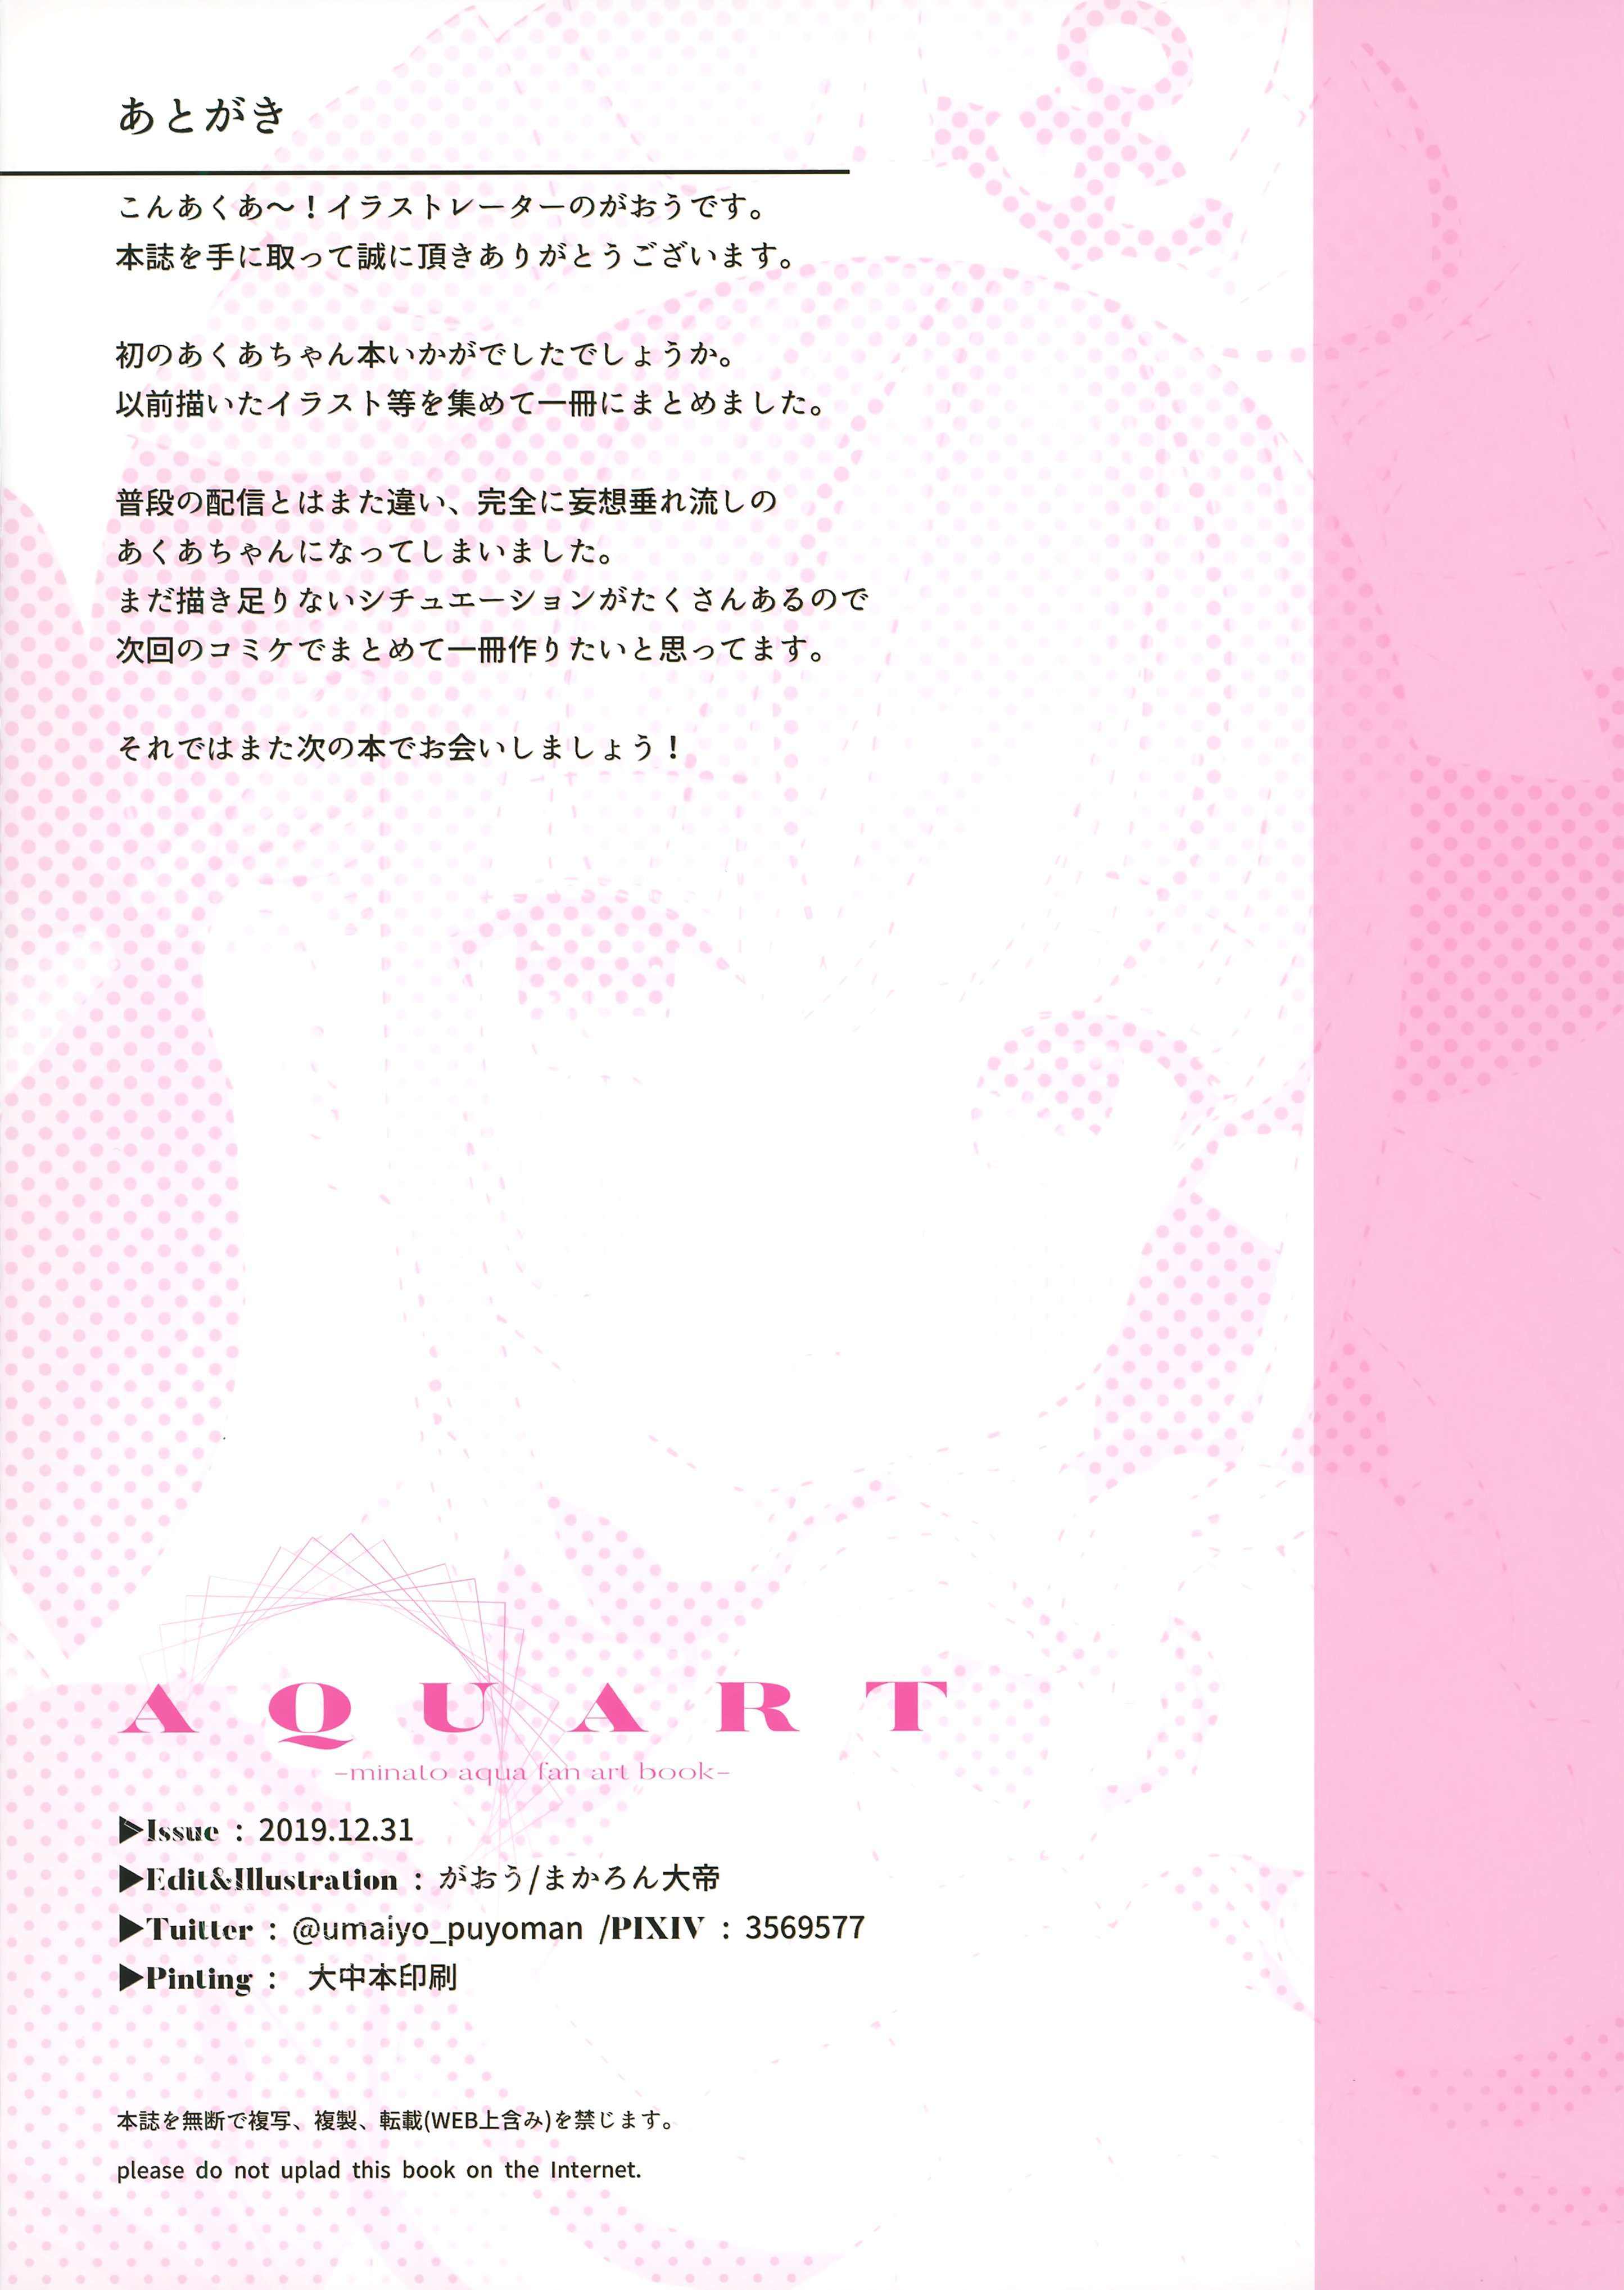 あとがき
こんあくあ〜！イラストレーターのがおうです。
本誌を手に取って誠に頂きありがとうございます。
初のあくあちゃん本いかがでしたでしょうか。
以前描いたイラスト等を集めて一冊にまとめました。
普段の配信とはまた違い、完全に妄想垂れ流しの
あくあちゃんになってしまいました。
まだ描き足りないシチュエーションがたくさんあるので
次回のコミケでまとめて一冊作りたいと思ってます。
それではまた次の本でお会いしましょう！
AQUART
-minato aqua fan art book-
▶Issue：2019.12.31
▶Edit&Illustration：がおう/まかろん大帝
▶Tuitter：@umaiyo_puyoman /PIXIV：3569577
▶Pinting： 大中本印刷
本誌を無断で複写、複製、転載(WEB上含み)を禁じます。
please do not uplad this book on the Internet.